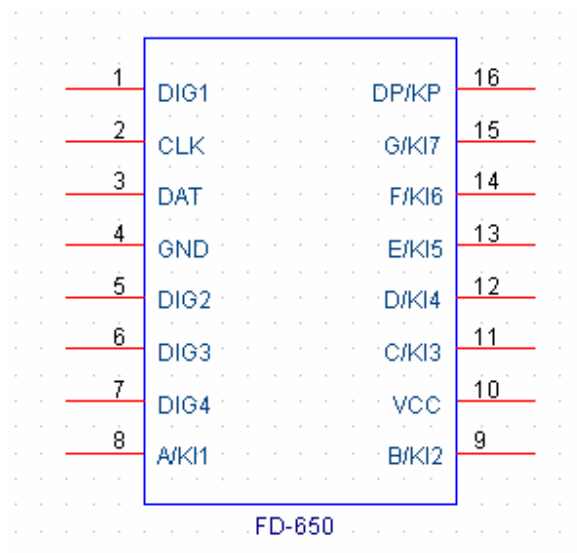 1 DIG1 DP/KP 16
2 CLK G/KI7 15
3 DAT F/KI6 14
4 GND E/KI5 13
5 DIG2 D/KI4 12
6 DIG3 C/KI3 11
7 DIG4 VCC 10
8 A/KI1 B/KI2 9
FD-650